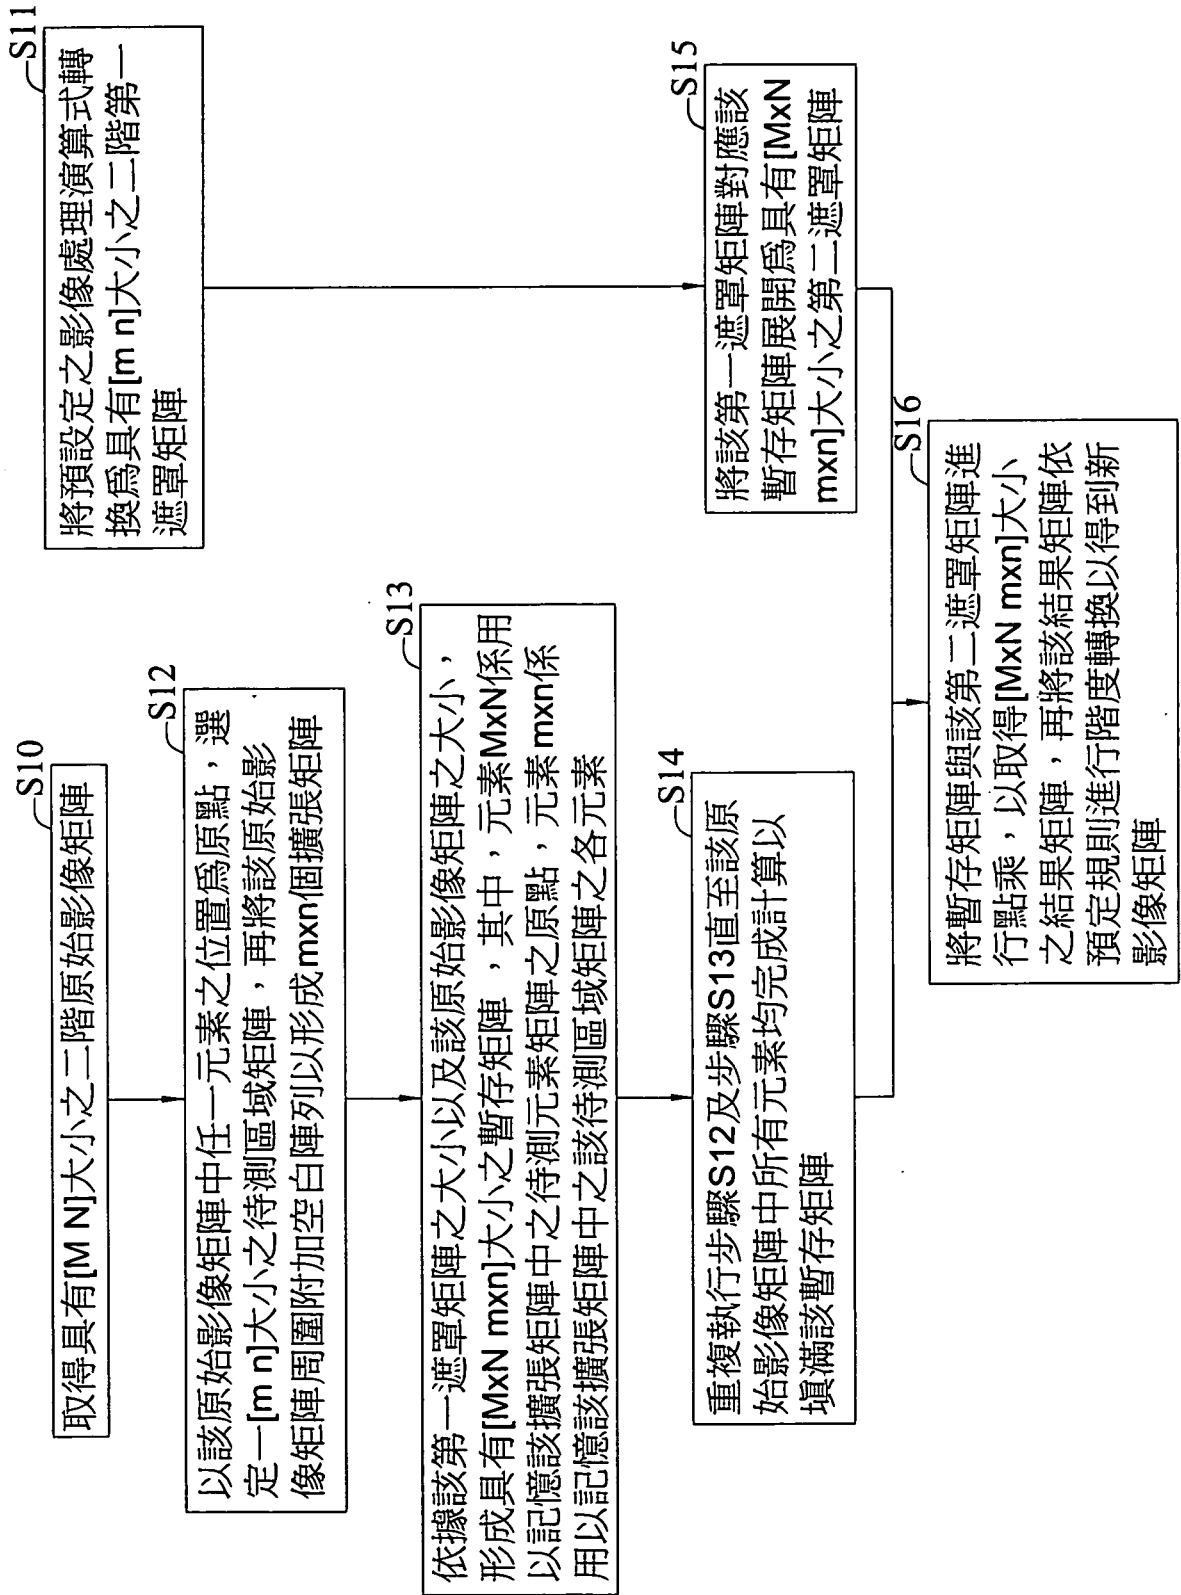 S10
取得具有[M N]大小之二階原始影像矩陣
S11
將預設定之影像處理演算式轉
換爲具有[m n]大小之二階第一
遮罩矩陣
S12
以該原始影像矩陣中任一元素之位置爲原點，選
定一[m n]大小之待測區域矩陣，再將該原始影
像矩陣周圍附加空白陣列以形成mxn個擴張矩陣
S13
依據該第一遮罩矩陣之大小以及該原始影像矩陣之大小，
形成具有[MxN mxn]大小之暫存矩陣，其中，元素MxN係用
以記憶該擴張矩陣中之待測元素矩陣之原點，元素mxn係
用以記憶該擴張矩陣中之該待測區域矩陣之各元素
S14
重複執行步驟S12及步驟S13直至該原
始影像矩陣中所有元素均完成計算以
塡滿該暫存矩陣
S15
將該第一遮罩矩陣對應該
暫存矩陣展開爲具有[MxN
mxn]大小之第二遮罩矩陣
S16
將暫存矩陣與該第二遮罩矩陣進
行點乘，以取得[MxN mxn]大小
之結果矩陣，再將該結果矩陣依
預定規則進行階度轉換以得到新
影像矩陣